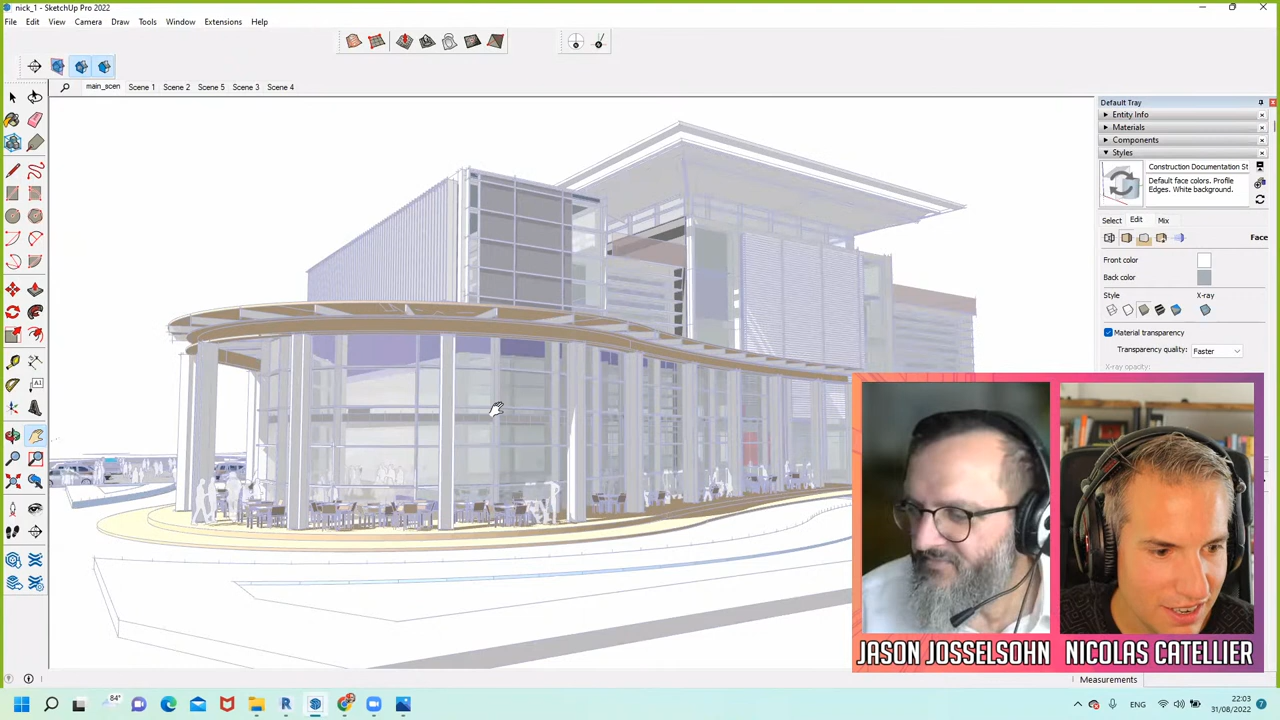 nick_1 - SketchUp Pro 2022
File Edit View Camera Draw Tools Window Extensions Help
main_scen Scene 1 Scene 2 Scene 5 Scene 3 Scene 4
Default Tray
Entity Info
Materials
Components
Styles
Construction Documentation St
Default face colors. Profile
Edges. White background.
Select Edit Mix
Face
Front color
Back color
Style X-ray
Material transparency
Transparency quality: Faster
X-ray opacity
JASON JOSSELSOHN
NICOLAS CATELLIER
Measurements
84°
ENG
22:03
31/08/2022